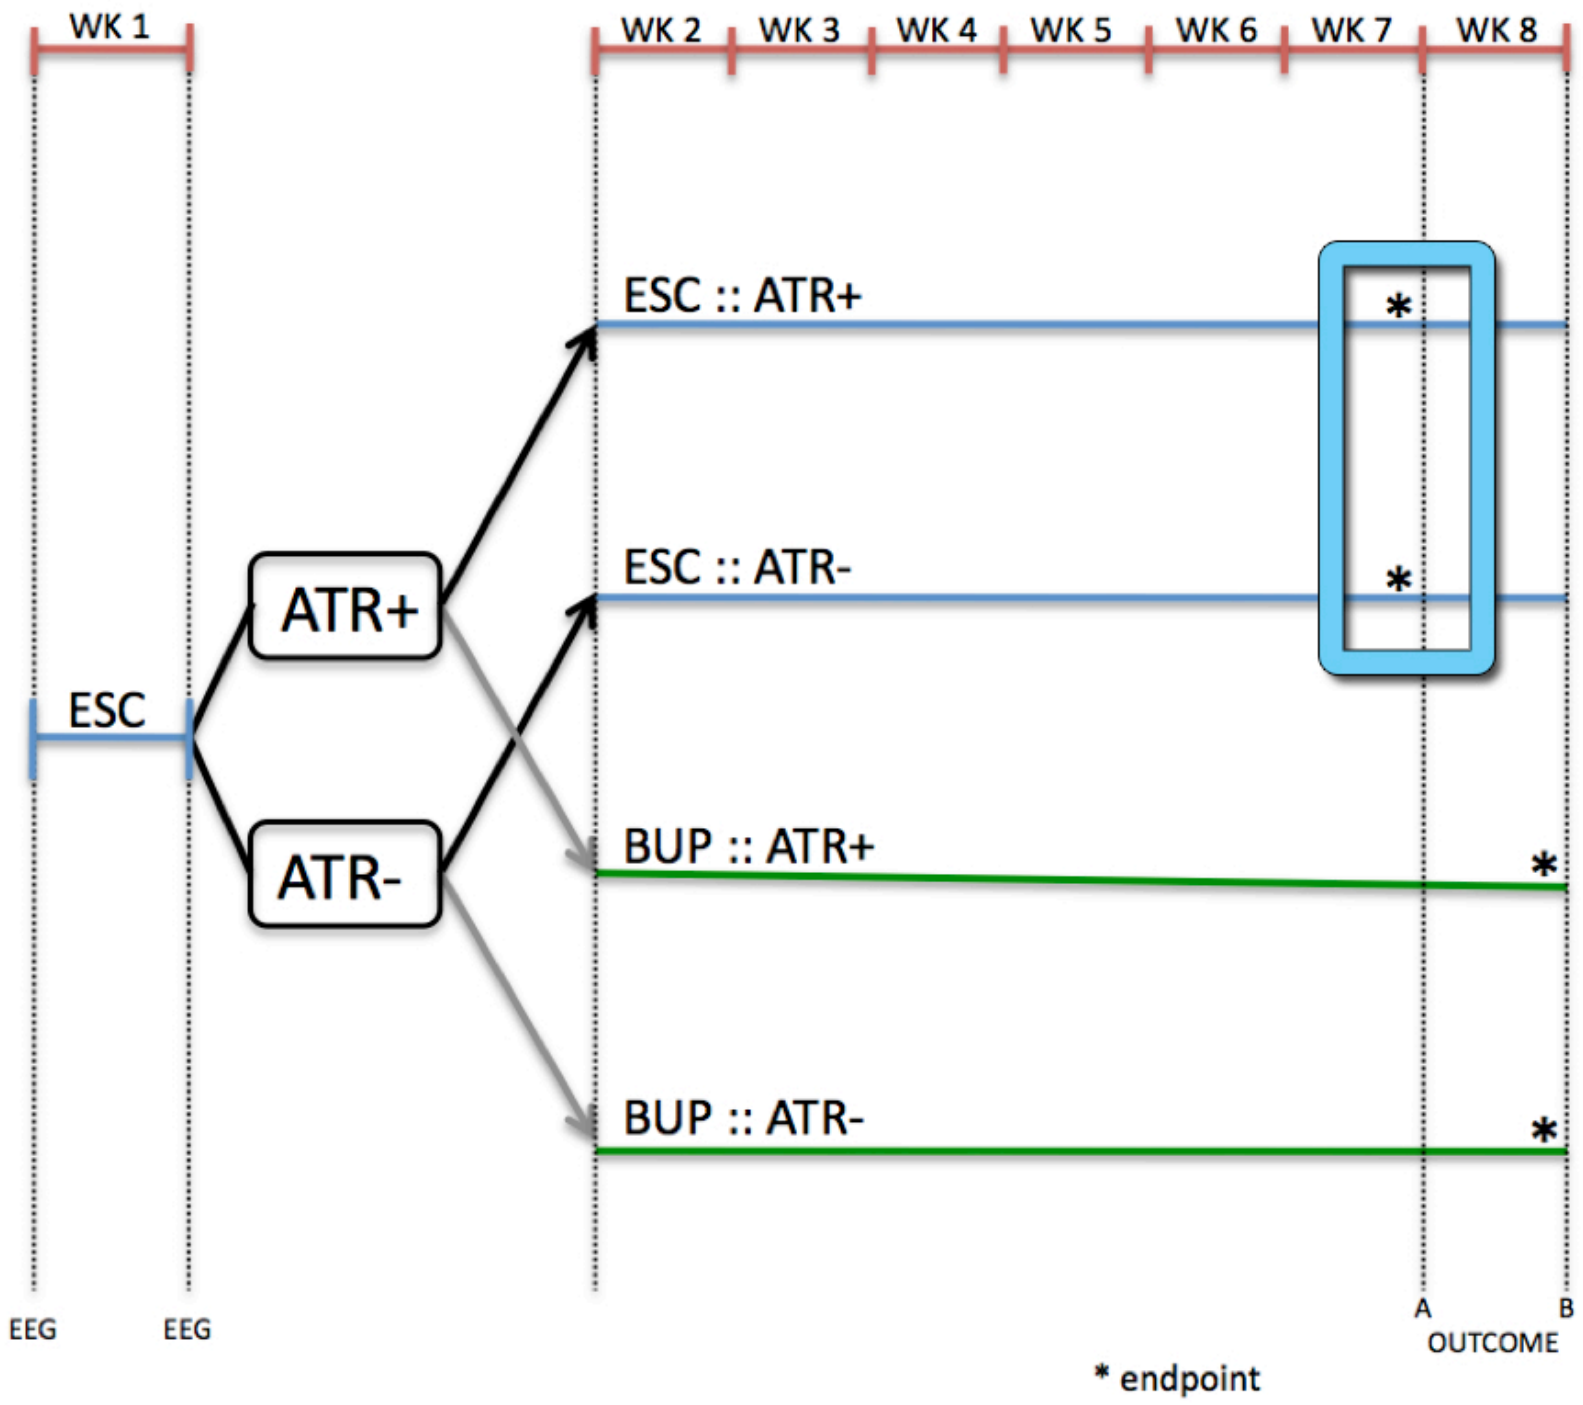 WK 1
WK 2 WK 3 WK 4 WK 5 WK 6 WK 7 WK 8
ESC :: ATR+
*
ESC :: ATR-
*
ATR+
ESC
ATR-
BUP :: ATR+
*
BUP :: ATR-
*
EEG EEG
A B
OUTCOME
* endpoint